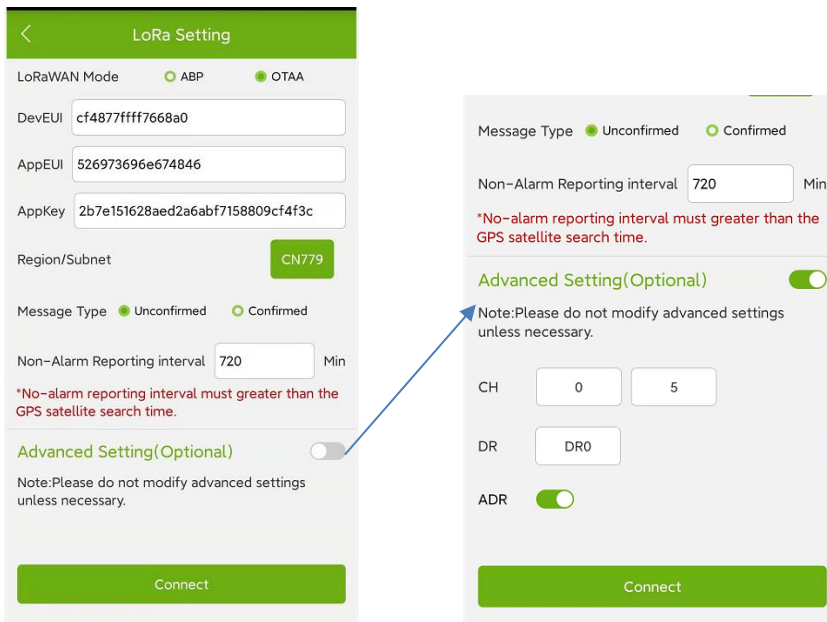 LoRa Setting
LoRaWAN Mode ABP OTAA
DevEUI cf4877ffff7668a0
AppEUI 526973696e674846
AppKey 2b7e151628aed2a6abf7158809cf4f3c
Region/Subnet CN779
Message Type Unconfirmed Confirmed
Non-Alarm Reporting interval 720 Min
*No-alarm reporting interval must greater than the
GPS satellite search time.
Advanced Setting(Optional)
Note:Please do not modify advanced settings
unless necessary.
Connect
Message Type Unconfirmed Confirmed
Non-Alarm Reporting interval 720 Min
*No-alarm reporting interval must greater than the
GPS satellite search time.
Advanced Setting(Optional)
Note:Please do not modify advanced settings
unless necessary.
CH 0 5
DR DR0
ADR
Connect